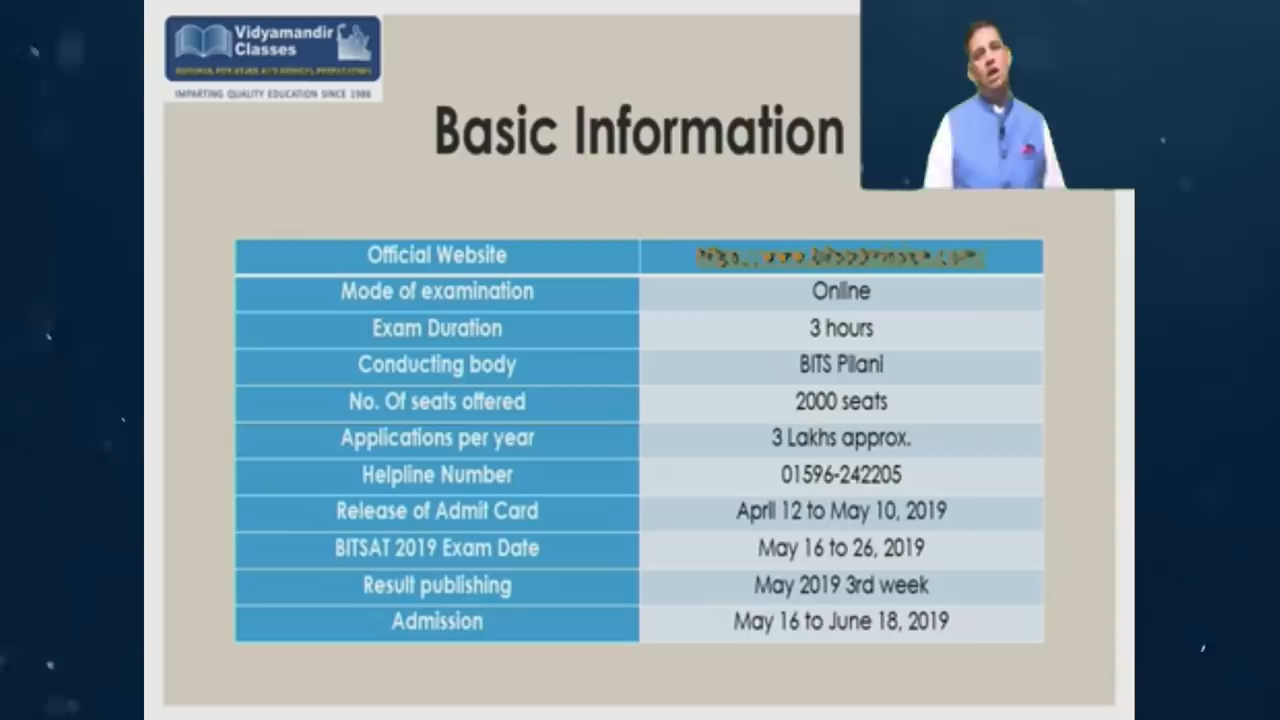 Vidyamandir
Classes
IMPARTING QUALITY EDUCATION SINCE 1986
Basic Information
Official Website
Mode of examination Online
Exam Duration 3 hours
Conducting body BITS Pilani
No. Of seats offered 2000 seats
Applications per year 3 Lakhs approx.
Helpline Number 01596-242205
Release of Admit Card April 12 to May 10, 2019
BITSAT 2019 Exam Date May 16 to 26, 2019
Result publishing May 2019 3rd week
Admission May 16 to June 18, 2019